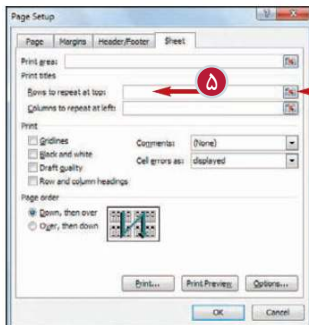 Page Setup
Page Margins Header/Footer Sheet
Print area:
Print titles
Rows to repeat at top: ۵
Columns to repeat at left:
Print
Gridlines Comments: (None)
Black and white Cell errors as: displayed
Draft quality
Row and column headings
Page order
Down, then over
Over, then down
Print... Print Preview Options...
OK Cancel